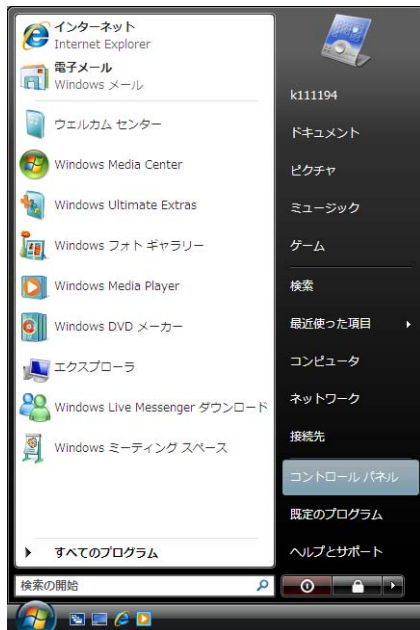 インターネット
Internet Explorer
電子メール
Windows メール
ウェルカム センター
Windows Media Center
Windows Ultimate Extras
Windows フォト ギャラリー
Windows Media Player
Windows DVD メーカー
エクスプローラ
Windows Live Messenger ダウンロード
Windows ミーティング スペース
すべてのプログラム
検索の開始
k111194
ドキュメント
ピクチャ
ミュージック
ゲーム
検索
最近使った項目
コンピュータ
ネットワーク
接続先
コントロール パネル
既定のプログラム
ヘルプとサポート